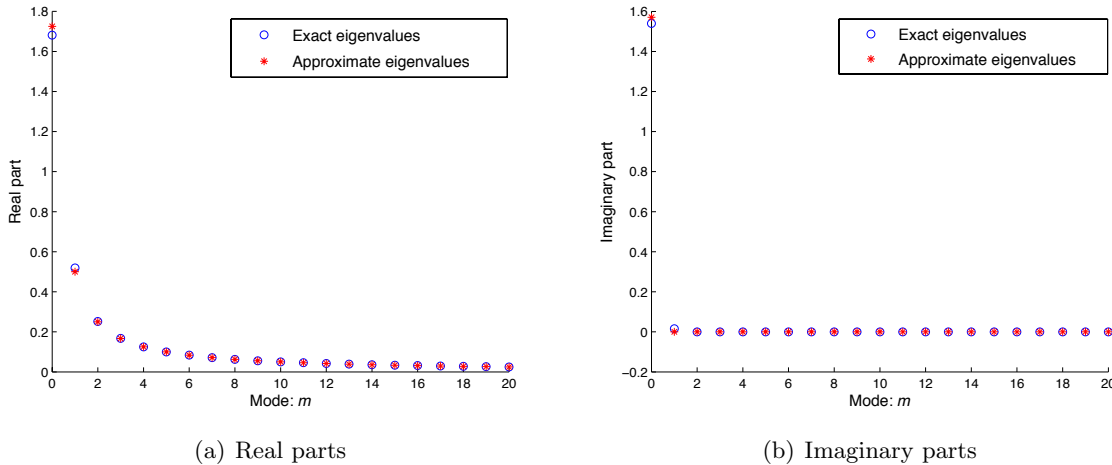 1.8
1.6
1.4
1.2
1
0.8
0.6
0.4
0.2
0
Real part
Exact eigenvalues
Approximate eigenvalues
0 2 4 6 8 10 12 14 16 18 20
Mode: m
(a) Real parts
1.6
1.4
1.2
1
0.8
0.6
0.4
0.2
0
−0.2
Imaginary part
Exact eigenvalues
Approximate eigenvalues
0 2 4 6 8 10 12 14 16 18 20
Mode: m
(b) Imaginary parts